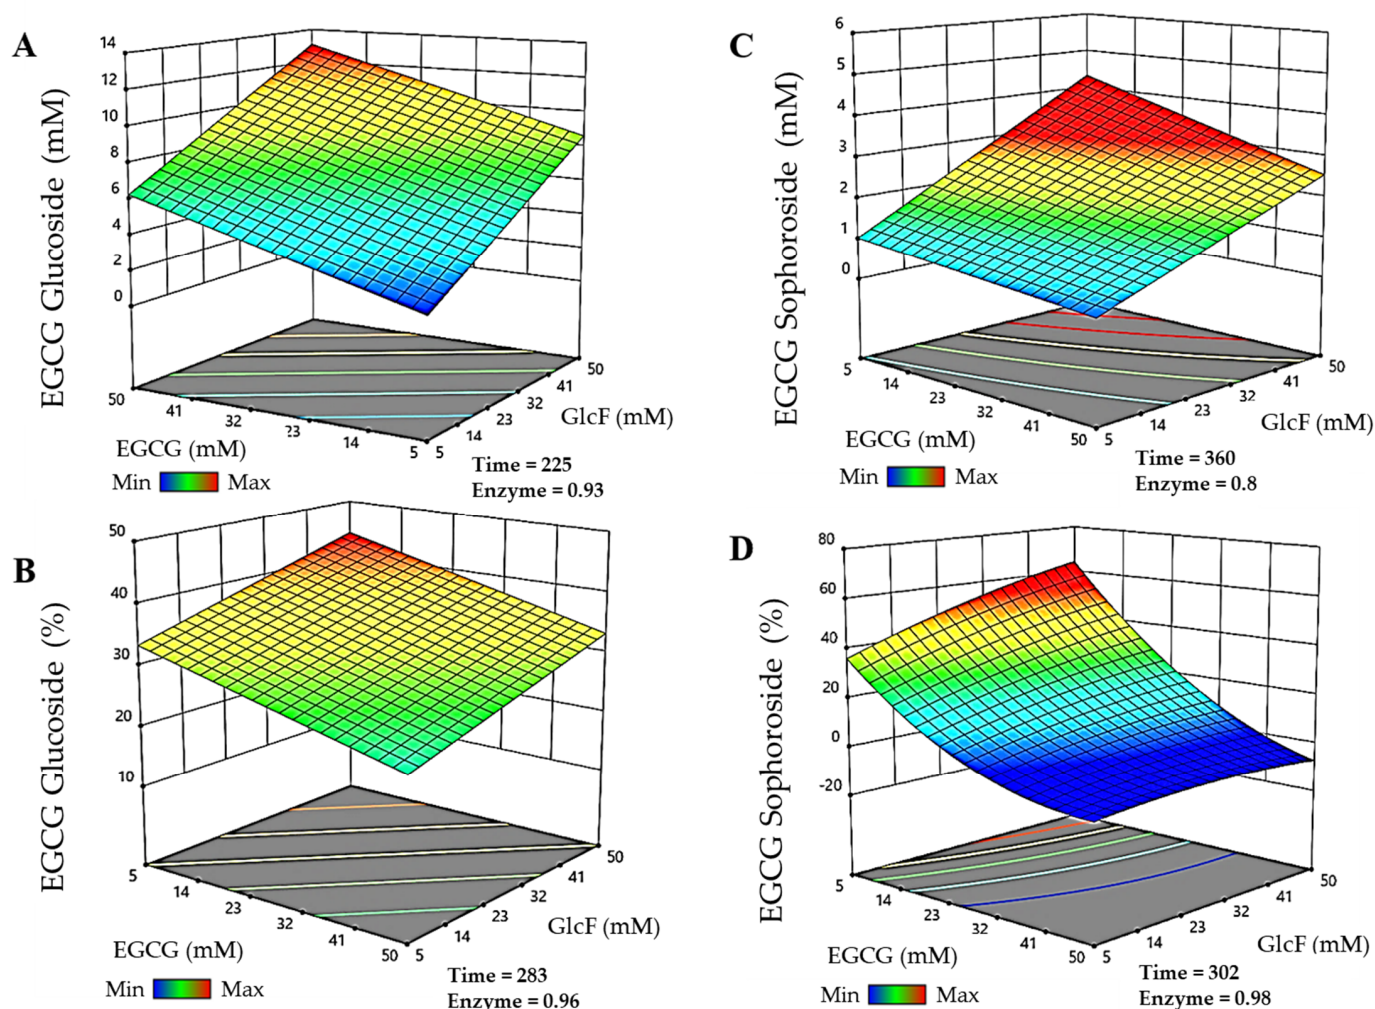 A
EGCG Glucoside (mM)
14
12
10
8
6
4
2
0
50
41
32
23
14
5
5
14
23
32
41
50
EGCG (mM)
GlcF (mM)
Min Max
Time = 225
Enzyme = 0.93
C
EGCG Sophoroside (mM)
6
5
4
3
2
1
0
5
14
23
32
41
50
5
14
23
32
41
50
EGCG (mM)
GlcF (mM)
Min Max
Time = 360
Enzyme = 0.8
B
EGCG Glucoside (%)
50
40
30
20
10
5
14
23
32
41
50
5
14
23
32
41
50
EGCG (mM)
GlcF (mM)
Min Max
Time = 283
Enzyme = 0.96
D
EGCG Sophoroside (%)
80
60
40
20
0
-20
5
14
23
32
41
50
5
14
23
32
41
50
EGCG (mM)
GlcF (mM)
Min Max
Time = 302
Enzyme = 0.98